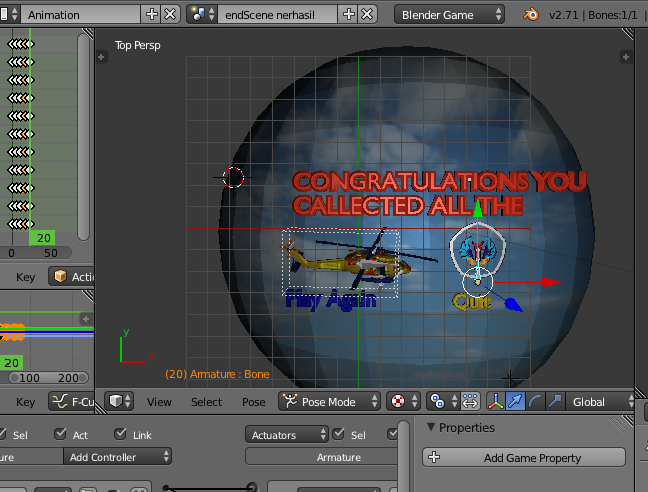 Animation
endScene nerhasil
Blender Game
v2.71 | Bones:1/1
Top Persp
CONGRATULATIONS YOU
CALLECTED ALL THE
20
0 50
Key
Play Again
Quit
y
x
20
100 200
(20) Armature : Bone
Key
F-Cu
View Select Pose
Pose Mode
Global
Sel Act Link
Actuators
Sel
Properties
Add Controller
Armature
Add Game Property